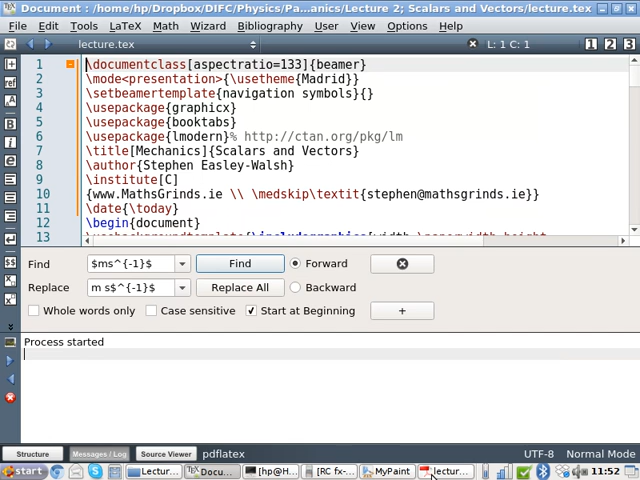 Document : /home/hp/Dropbox/DIFC/Physics/Pa...anics/Lecture 2; Scalars and Vectors/lecture.tex
File Edit Tools LaTeX Math Wizard Bibliography User View Options Help
lecture.tex L: 1 C: 1 1 2 3
1 \documentclass[aspectratio=133]{beamer}
2 \mode<presentation>{\usetheme{Madrid}}
3 \setbeamertemplate{navigation symbols}{}
4 \usepackage{graphicx}
5 \usepackage{booktabs}
6 \usepackage{lmodern}% http://ctan.org/pkg/lm
7 \title[Mechanics]{Scalars and Vectors}
8 \author{Stephen Easley-Walsh}
9 \institute[C]
10 {www.MathsGrinds.ie \\ \medskip\textit{stephen@mathsgrinds.ie}}
11 \date{\today}
12 \begin{document}
13
Find $ms^{-1}$ Find Forward
Replace m s$^{-1}$ Replace All Backward
Whole words only Case sensitive Start at Beginning +
Process started
Structure Messages / Log Source Viewer pdflatex UTF-8 Normal Mode
start Lectur... Docu... [hp@H... [RC fx-... MyPaint lectur... 11:52